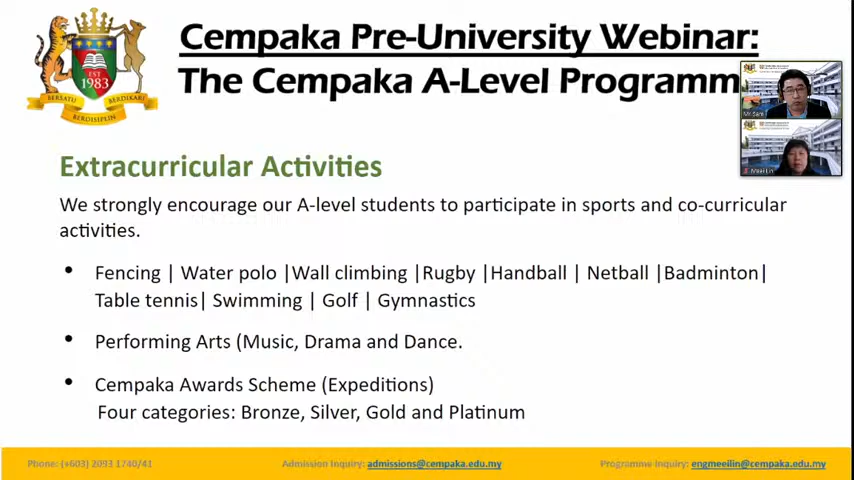 Cempaka Pre-University Webinar:
The Cempaka A-Level Programm
EST
1983
BERSATU
BERDIKARI
BERDISIPLIN
Mr Sam
Extracurricular Activities
We strongly encourage our A-level students to participate in sports and co-curricular
activities.
• Fencing | Water polo |Wall climbing |Rugby |Handball | Netball |Badminton|
Table tennis| Swimming | Golf | Gymnastics
• Performing Arts (Music, Drama and Dance.
• Cempaka Awards Scheme (Expeditions)
Four categories: Bronze, Silver, Gold and Platinum
Phone: (+603) 2093 1740/41 Admission Inquiry: admissions@cempaka.edu.my Programme Inquiry: engmeeilin@cempaka.edu.my